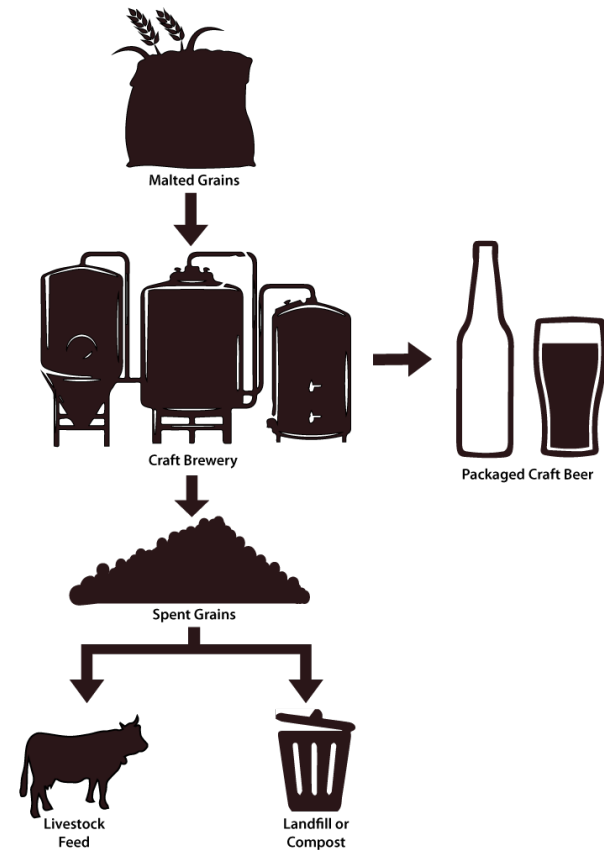 Malted Grains
Craft Brewery
Packaged Craft Beer
Spent Grains
Livestock
Feed
Landfill or
Compost